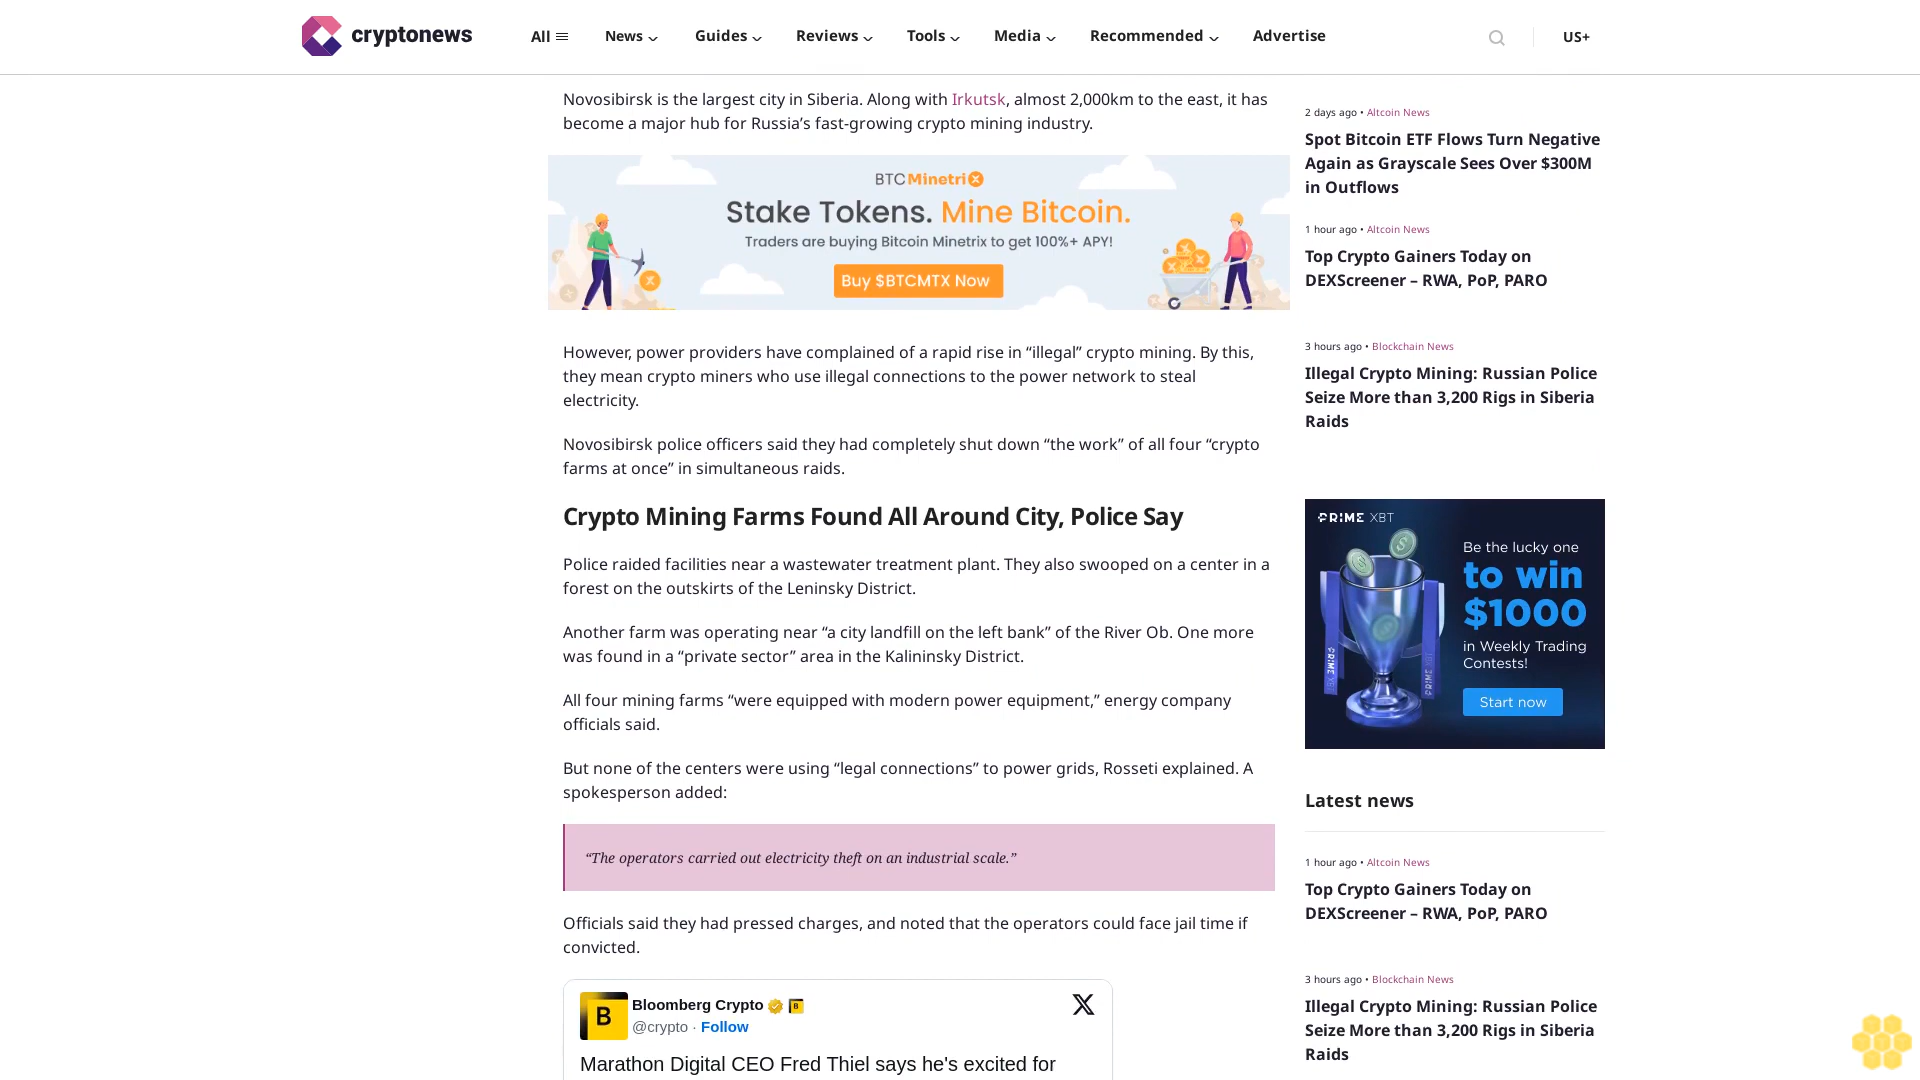 cryptonews
All
News
Guides
Reviews
Tools
Media
Recommended
Advertise
US+
Novosibirsk is the largest city in Siberia. Along with Irkutsk, almost 2,000km to the east, it has
become a major hub for Russia’s fast-growing crypto mining industry.
BTC Minetrix
Stake Tokens. Mine Bitcoin.
Traders are buying Bitcoin Minetrix to get 100%+ APY!
Buy $BTCMTX Now
However, power providers have complained of a rapid rise in “illegal” crypto mining. By this,
they mean crypto miners who use illegal connections to the power network to steal
electricity.
Novosibirsk police officers said they had completely shut down “the work” of all four “crypto
farms at once” in simultaneous raids.
Crypto Mining Farms Found All Around City, Police Say
Police raided facilities near a wastewater treatment plant. They also swooped on a center in a
forest on the outskirts of the Leninsky District.
Another farm was operating near “a city landfill on the left bank” of the River Ob. One more
was found in a “private sector” area in the Kalininsky District.
All four mining farms “were equipped with modern power equipment,” energy company
officials said.
But none of the centers were using “legal connections” to power grids, Rosseti explained. A
spokesperson added:
“The operators carried out electricity theft on an industrial scale.”
Officials said they had pressed charges, and noted that the operators could face jail time if
convicted.
B
Bloomberg Crypto
B
@crypto · Follow
Marathon Digital CEO Fred Thiel says he's excited for
2 days ago • Altcoin News
Spot Bitcoin ETF Flows Turn Negative
Again as Grayscale Sees Over $300M
in Outflows
1 hour ago • Altcoin News
Top Crypto Gainers Today on
DEXScreener – RWA, PoP, PARO
3 hours ago • Blockchain News
Illegal Crypto Mining: Russian Police
Seize More than 3,200 Rigs in Siberia
Raids
PRIME XBT
Be the lucky one
to win
$1000
in Weekly Trading
Contests!
Start now
PRIME XBT
PRIME XBT
Latest news
1 hour ago • Altcoin News
Top Crypto Gainers Today on
DEXScreener – RWA, PoP, PARO
3 hours ago • Blockchain News
Illegal Crypto Mining: Russian Police
Seize More than 3,200 Rigs in Siberia
Raids